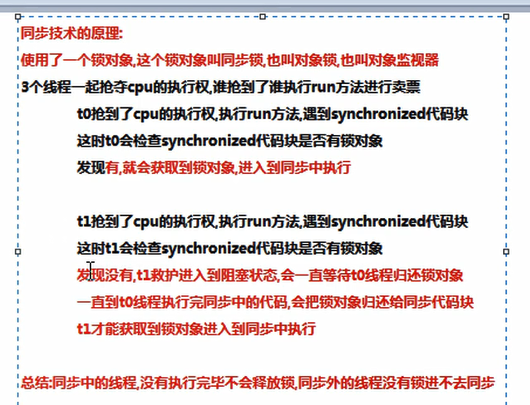 同步技术的原理:
使用了一个锁对象,这个锁对象叫同步锁,也叫对象锁,也叫对象监视器
3个线程一起抢夺cpu的执行权,谁抢到了谁执行run方法进行卖票
t0抢到了cpu的执行权,执行run方法,遇到synchronized代码块
这时t0会检查synchronized代码块是否有锁对象
发现有,就会获取到锁对象,进入到同步中执行
t1抢到了cpu的执行权,执行run方法,遇到synchronized代码块
这时t1会检查synchronized代码块是否有锁对象
发现没有,t1救护进入到阻塞状态,会一直等待t0线程归还锁对象
一直到t0线程执行完同步中的代码,会把锁对象归还给同步代码块
t1才能获取到锁对象进入到同步中执行
总结:同步中的线程,没有执行完毕不会释放锁,同步外的线程没有锁进不去同步